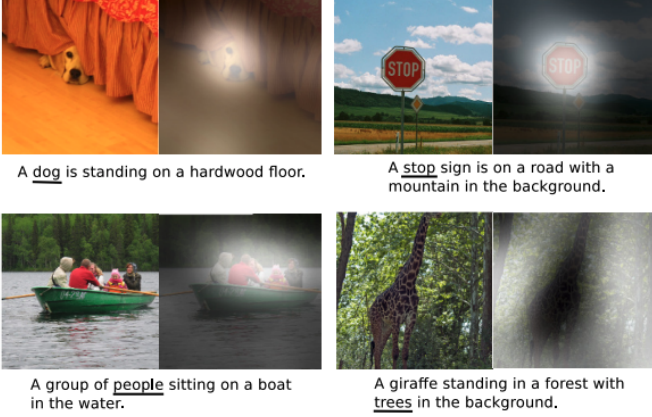 STOP
STOP
A dog is standing on a hardwood floor.
A stop sign is on a road with a
mountain in the background.
A group of people sitting on a boat
in the water.
A giraffe standing in a forest with
trees in the background.